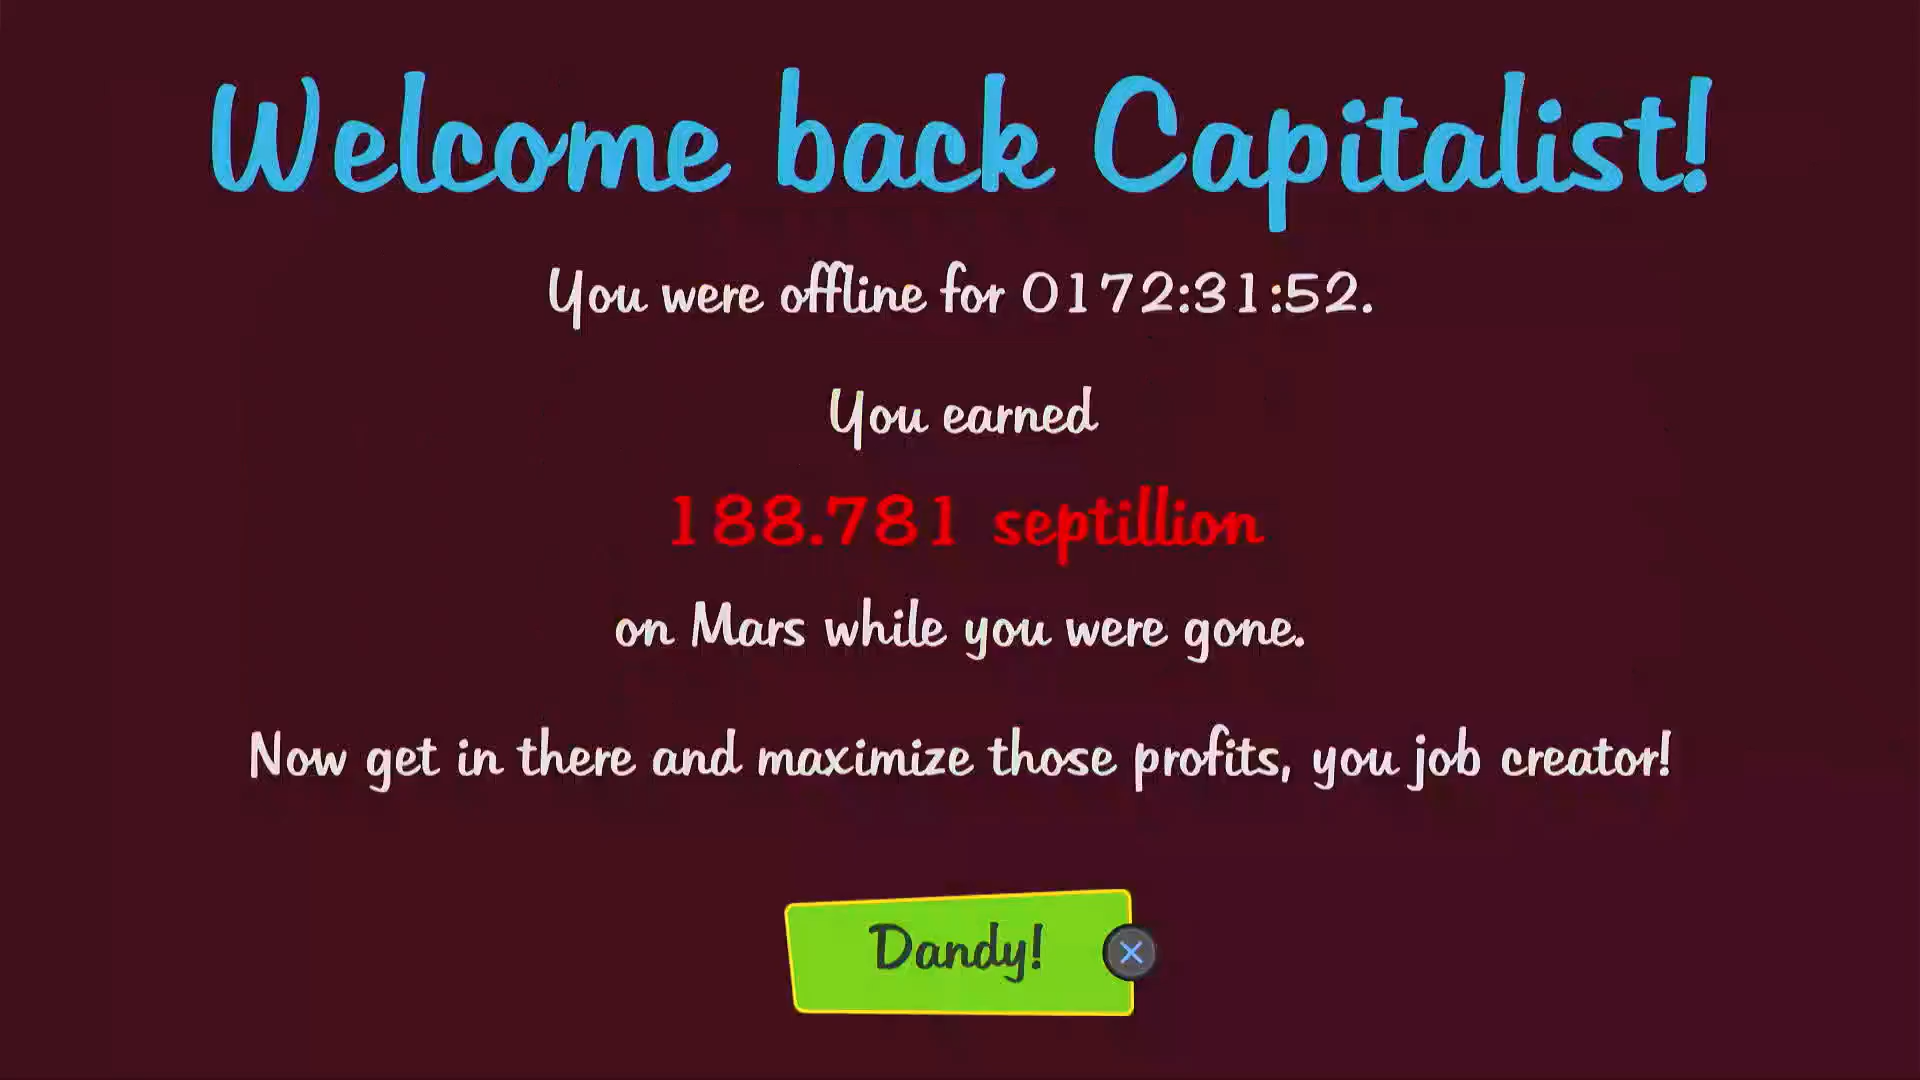 Welcome back Capitalist!
You were offline for 0172:31:52.
You earned
188.781 septillion
on Mars while you were gone.
Now get in there and maximize those profits, you job creator!
Dandy!